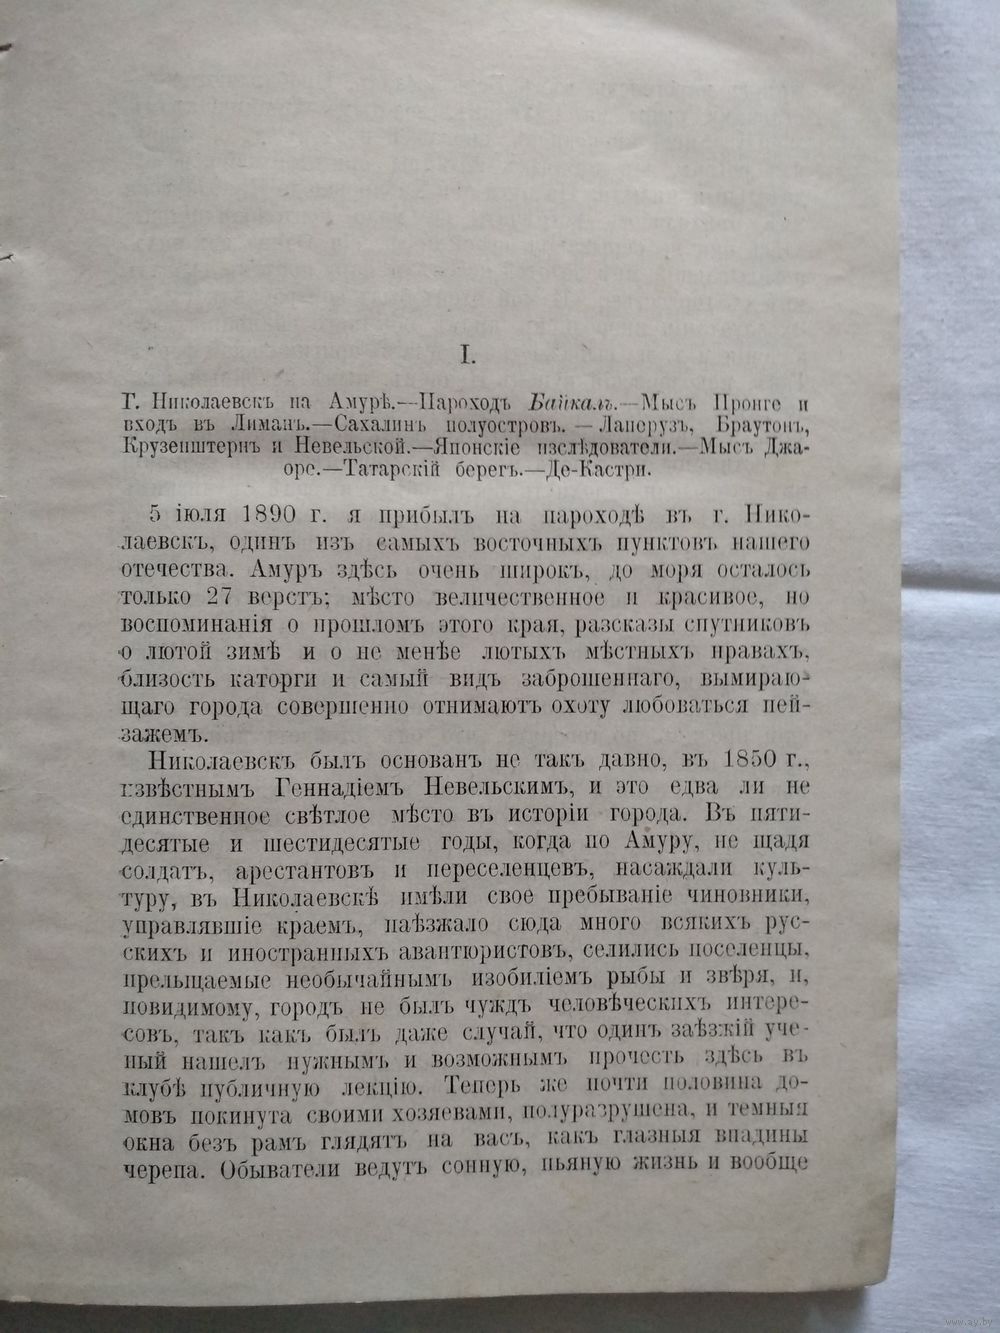 I.
Г. Николаевскъ на Амурѣ.—Пароходъ Байкалъ.—Мысъ Пронге и
входъ въ Лиманъ.—Сахалинъ полуостровъ.—Лаперузъ, Браутонъ,
Крузенштернъ и Невельской.—Японскіе изслѣдователи.—Мысъ Джа-
оре.—Татарскій берегъ.—Де-Кастри.
5 іюля 1890 г. я прибылъ на пароходѣ въ г. Нико-
лаевскъ, одинъ изъ самыхъ восточныхъ пунктовъ нашего
отечества. Амуръ здѣсь очень широкъ, до моря осталось
только 27 верстъ; мѣсто величественное и красивое, но
воспоминанія о прошломъ этого края, разсказы спутниковъ
о лютой зимѣ и о не менѣе лютыхъ мѣстныхъ нравахъ,
близость каторги и самый видъ заброшеннаго, вымираю-
щаго города совершенно отнимаютъ охоту любоваться пей-
зажемъ.
Николаевскъ былъ основанъ не такъ давно, въ 1850 г.,
извѣстнымъ Геннадіемъ Невельскимъ, и это едва ли не
единственное свѣтлое мѣсто въ исторіи города. Въ пяти-
десятые и шестидесятые годы, когда по Амуру, не щадя
солдатъ, арестантовъ и переселенцевъ, насаждали куль-
туру, въ Николаевскѣ имѣли свое пребываніе чиновники,
управлявшіе краемъ, наѣзжало сюда много всякихъ рус-
скихъ и иностранныхъ авантюристовъ, селились поселенцы,
прельщаемые необычайнымъ изобиліемъ рыбы и звѣря, и,
повидимому, городъ не былъ чуждъ человѣческихъ интере-
совъ, такъ какъ былъ даже случай, что одинъ заѣзжій уче-
ный нашелъ нужнымъ и возможнымъ прочесть здѣсь въ
клубѣ публичную лекцію. Теперь же почти половина до-
мовъ покинута своими хозяевами, полуразрушена, и темныя
окна безъ рамъ глядятъ на васъ, какъ глазныя впадины
черепа. Обыватели ведутъ сонную, пьяную жизнь и вообще
www.ay.by